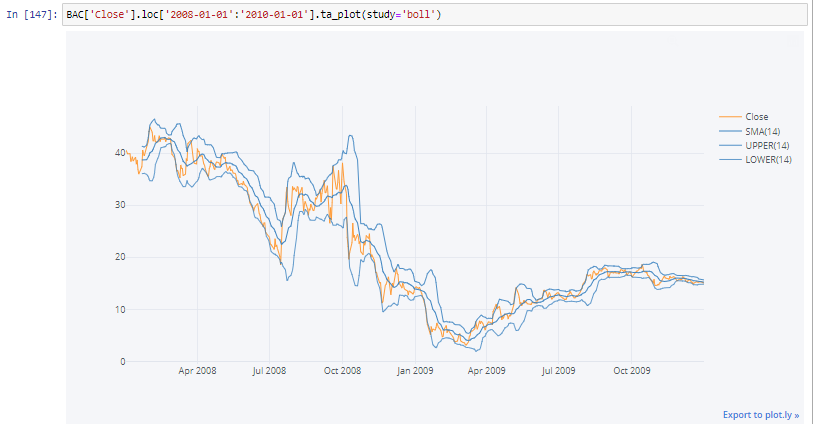 In [147]: BAC['Close'].loc['2008-01-01':'2010-01-01'].ta_plot(study='boll')
Close
SMA(14)
UPPER(14)
LOWER(14)
40
30
20
10
0
Apr 2008 Jul 2008 Oct 2008 Jan 2009 Apr 2009 Jul 2009 Oct 2009
Export to plot.ly »